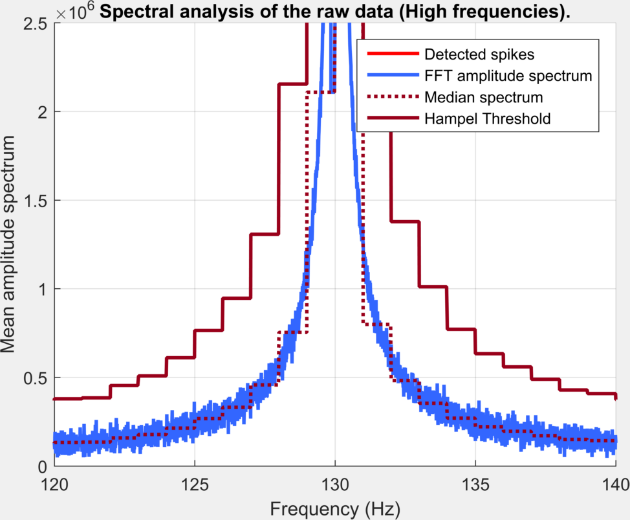 Spectral analysis of the raw data (High frequencies).
×10^6
2.5
2
1.5
1
0.5
0
Mean amplitude spectrum
Detected spikes
FFT amplitude spectrum
Median spectrum
Hampel Threshold
120 125 130 135 140
Frequency (Hz)